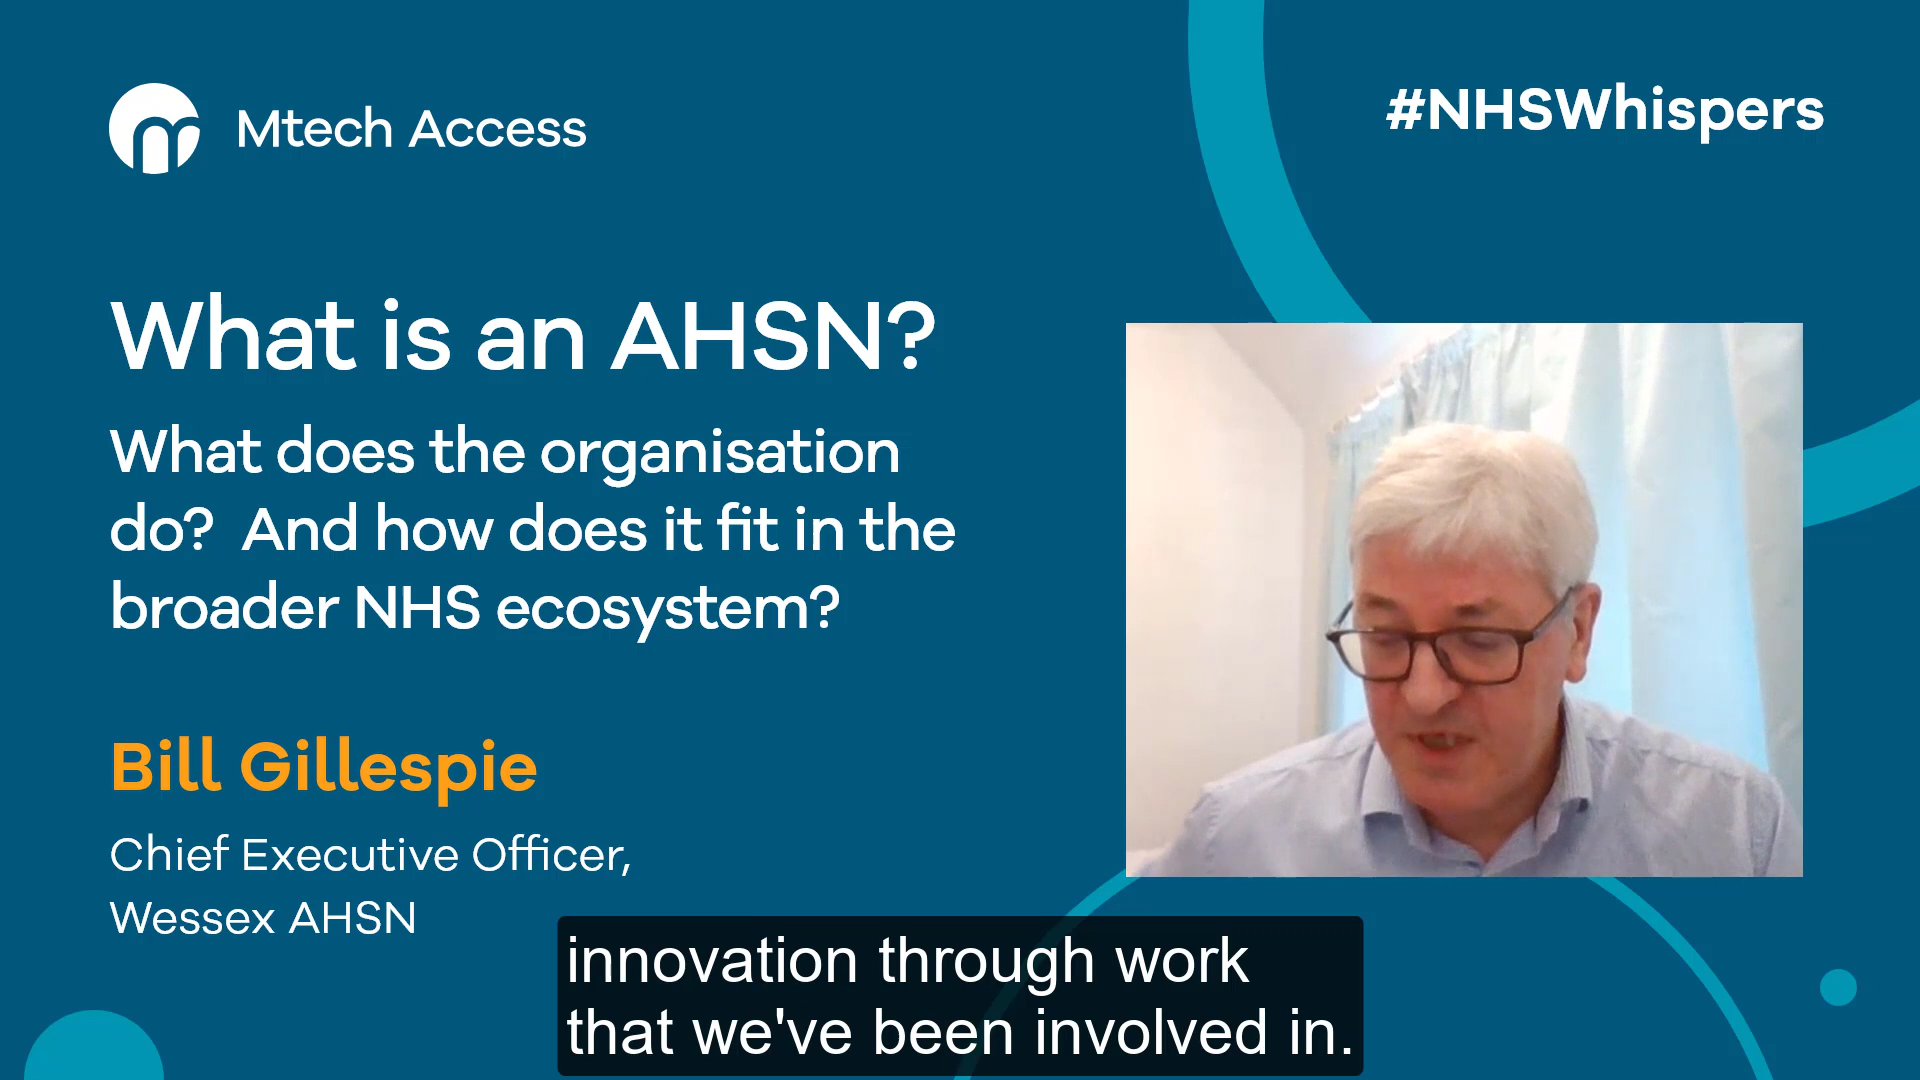 Mtech Access
#NHSWhispers
What is an AHSN?
What does the organisation
do? And how does it fit in the
broader NHS ecosystem?
Bill Gillespie
Chief Executive Officer,
Wessex AHSN
innovation through work
that we've been involved in.